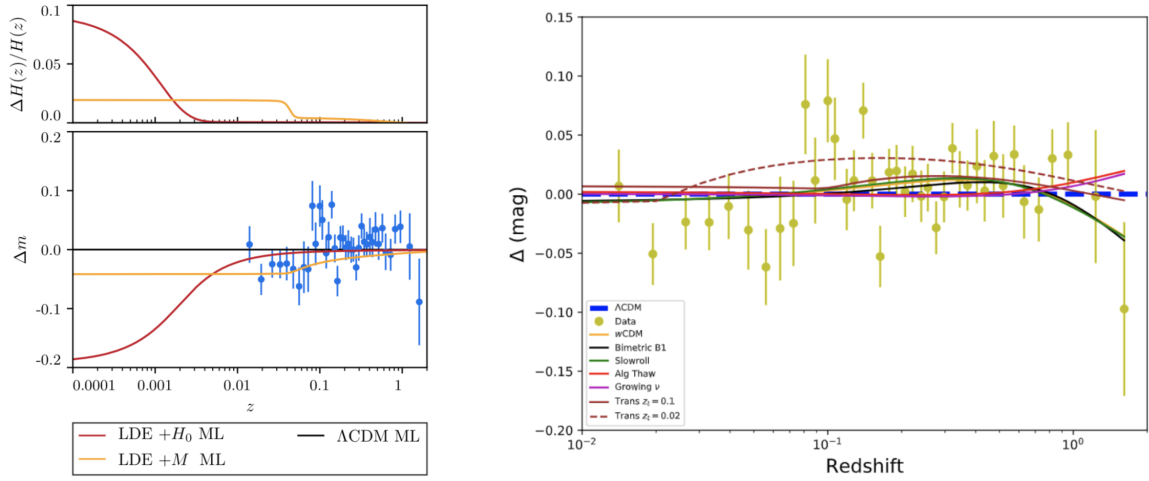 0.1
0.05
0.0
ΔH(z)/H(z)
0.2
0.1
0.0
-0.1
-0.2
Δm
0.0001 0.001 0.01 0.1 1
z
LDE +H₀ ML
LDE +M ML
ΛCDM ML
0.15
0.10
0.05
0.00
−0.05
−0.10
−0.15
−0.20
Δ (mag)
ΛCDM
Data
wCDM
Bimetric B1
Slowroll
Alg Thaw
Growing ν
Trans zₜ = 0.1
Trans zₜ = 0.02
10⁻² 10⁻¹ 10⁰
Redshift